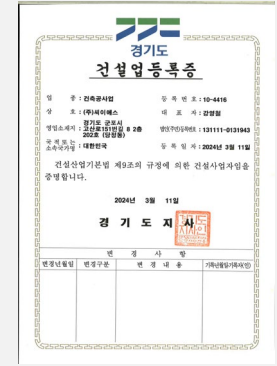 경기도
건설업등록증
업 종 : 건축공사업 등 록 번 호 : 10-4416
상 호 : (주)씨이에스 대 표 자 : 강영철
영업소재지 : 경기도 군포시 고산로151번길 8 2층 202호 (당정동) 법인(주민)등록번호 : 131111-0131943
국적 또는 소속국가명 : 대한민국 등 록 일 자 : 2024년 3월 11일
건설산업기본법 제9조의 규정에 의한 건설사업자임을
증명합니다.
2024년 3월 11일
경 기 도 지 사
변 경 사 항
변경년월일 변경구분 변 경 내 용 기록년월일기록자(인)